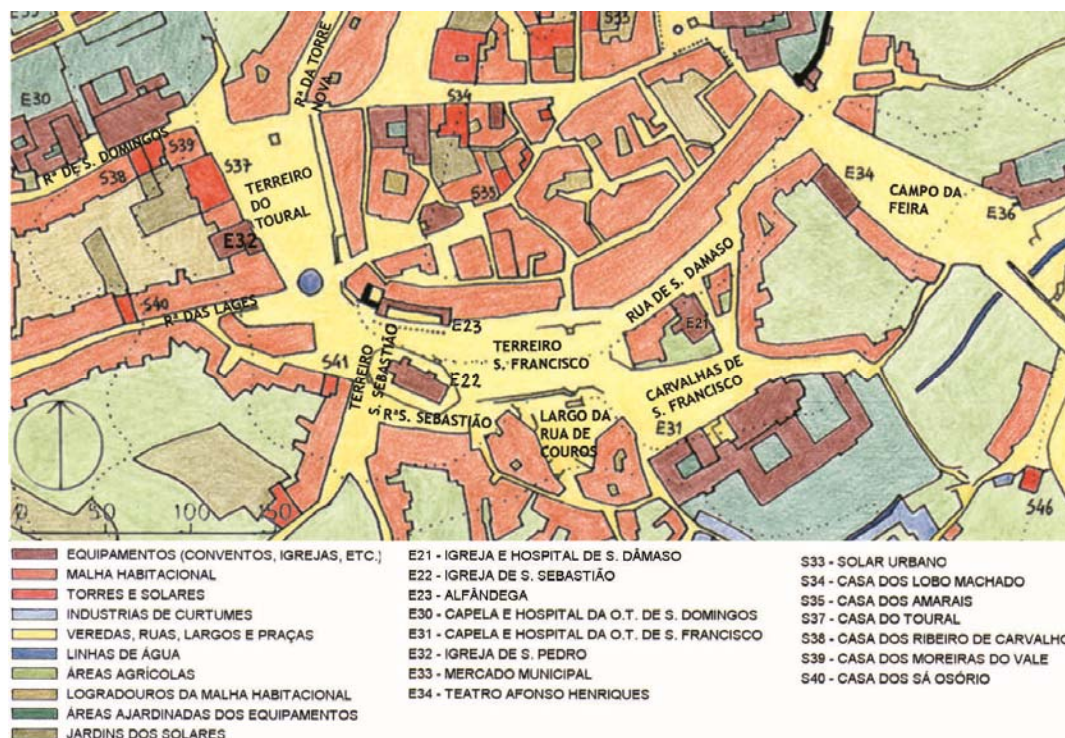 E33
E30
Rª DA TORRE
NOVA
S33
S34
Rª DE S. DOMINGOS
S39
S38
S37
TERREIRO
DO
TOURAL
S35
E34
CAMPO DA
FEIRA
E36
E32
S40
Rª DAS LAGES
E23
RUA DE S. DAMASO
E21
TERREIRO
S. FRANCISCO
S41
TERREIRO
S. SEBASTIÃO
E22
CARVALHAS DE
S. FRANCISCO
RªS. SEBASTIÃO
LARGO DA
RUA DE
COUROS
E31
S46
0 50 100 150
EQUIPAMENTOS (CONVENTOS, IGREJAS, ETC.)
MALHA HABITACIONAL
TORRES E SOLARES
INDUSTRIAS DE CURTUMES
VEREDAS, RUAS, LARGOS E PRAÇAS
LINHAS DE ÁGUA
ÁREAS AGRÍCOLAS
LOGRADOUROS DA MALHA HABITACIONAL
ÁREAS AJARDINADAS DOS EQUIPAMENTOS
JARDINS DOS SOLARES
E21 - IGREJA E HOSPITAL DE S. DÂMASO
E22 - IGREJA DE S. SEBASTIÃO
E23 - ALFÂNDEGA
E30 - CAPELA E HOSPITAL DA O.T. DE S. DOMINGOS
E31 - CAPELA E HOSPITAL DA O.T. DE S. FRANCISCO
E32 - IGREJA DE S. PEDRO
E33 - MERCADO MUNICIPAL
E34 - TEATRO AFONSO HENRIQUES
S33 - SOLAR URBANO
S34 - CASA DOS LOBO MACHADO
S35 - CASA DOS AMARAIS
S37 - CASA DO TOURAL
S38 - CASA DOS RIBEIRO DE CARVALHO
S39 - CASA DOS MOREIRAS DO VALE
S40 - CASA DOS SÁ OSÓRIO